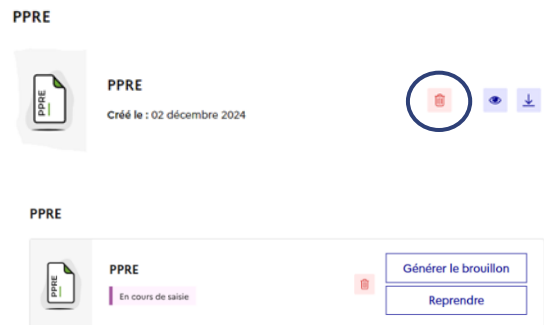 PPRE
PPRE
PPRE
Créé le : 02 décembre 2024
PPRE
PPRE
PPRE
En cours de saisie
Générer le brouillon
Reprendre